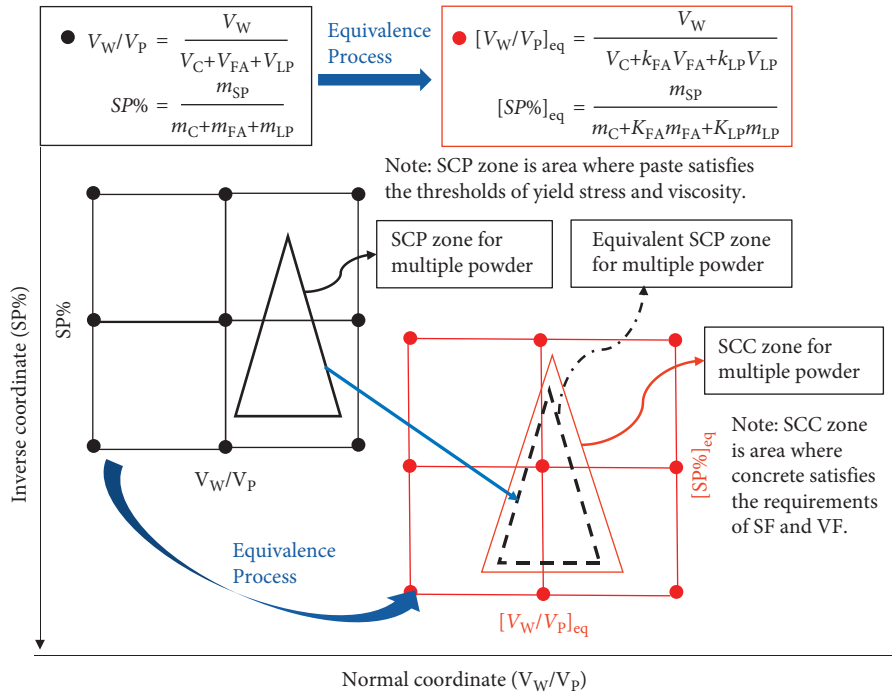 V_W/V_P = V_W / (V_C+V_FA+V_LP)
SP% = m_SP / (m_C+m_FA+m_LP)
Equivalence
Process
[V_W/V_P]_eq = V_W / (V_C+k_FA V_FA+k_LP V_LP)
[SP%]_eq = m_SP / (m_C+K_FA m_FA+K_LP m_LP)
Note: SCP zone is area where paste satisfies
the thresholds of yield stress and viscosity.
SCP zone for
multiple powder
Equivalent SCP zone
for multiple powder
SCC zone for
multiple powder
Note: SCC zone
is area where
concrete satisfies
the requirements
of SF and VF.
Inverse coordinate (SP%)
SP%
V_W/V_P
[SP%]_eq
Equivalence
Process
[V_W/V_P]_eq
Normal coordinate (V_W/V_P)